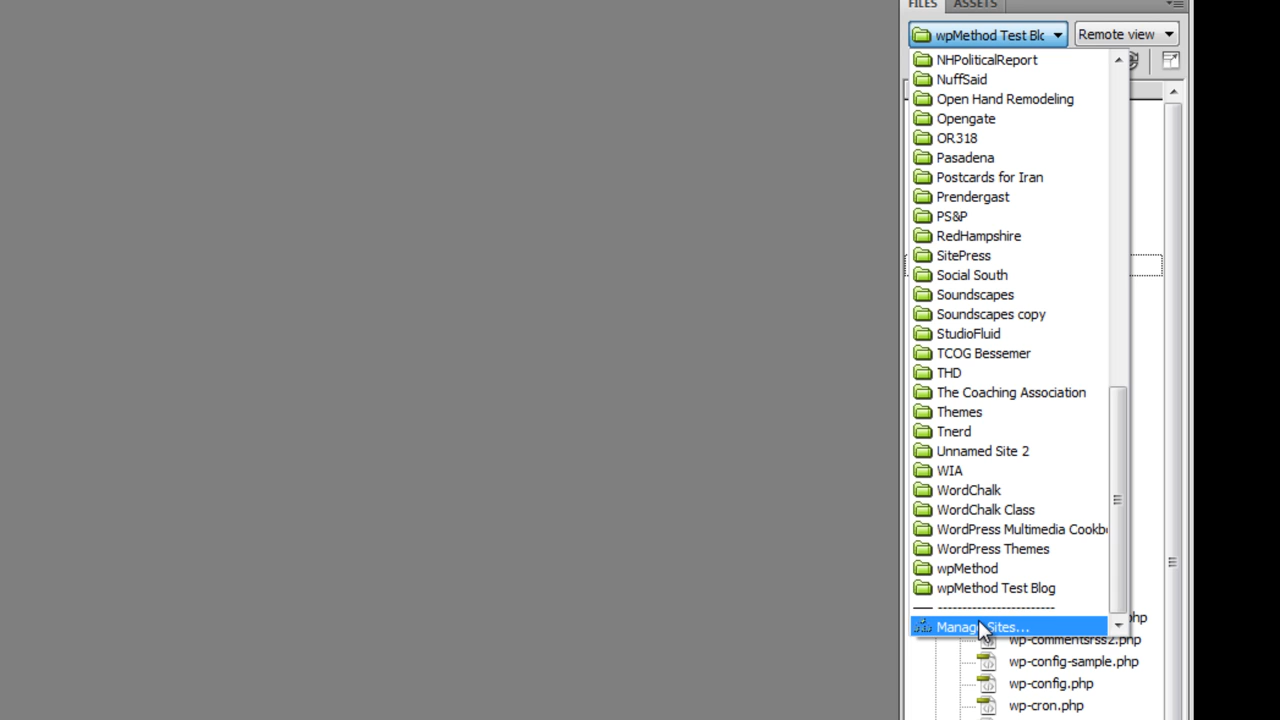 FILES ASSETS
wpMethod Test Blc Remote view
NHPoliticalReport
NuffSaid
Open Hand Remodeling
Opengate
OR318
Pasadena
Postcards for Iran
Prendergast
PS&P
RedHampshire
SitePress
Social South
Soundscapes
Soundscapes copy
StudioFluid
TCOG Bessemer
THD
The Coaching Association
Themes
Tnerd
Unnamed Site 2
WIA
WordChalk
WordChalk Class
WordPress Multimedia Cookb
WordPress Themes
wpMethod
wpMethod Test Blog
-------------------------
php
Manage Sites...
wp-commentsrss2.php
wp-config-sample.php
wp-config.php
wp-cron.php